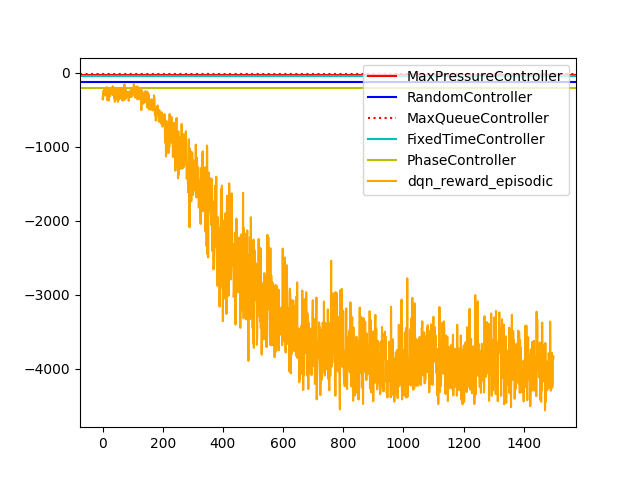 MaxPressureController
RandomController
MaxQueueController
FixedTimeController
PhaseController
dqn_reward_episodic
0
−1000
−2000
−3000
−4000
0 200 400 600 800 1000 1200 1400